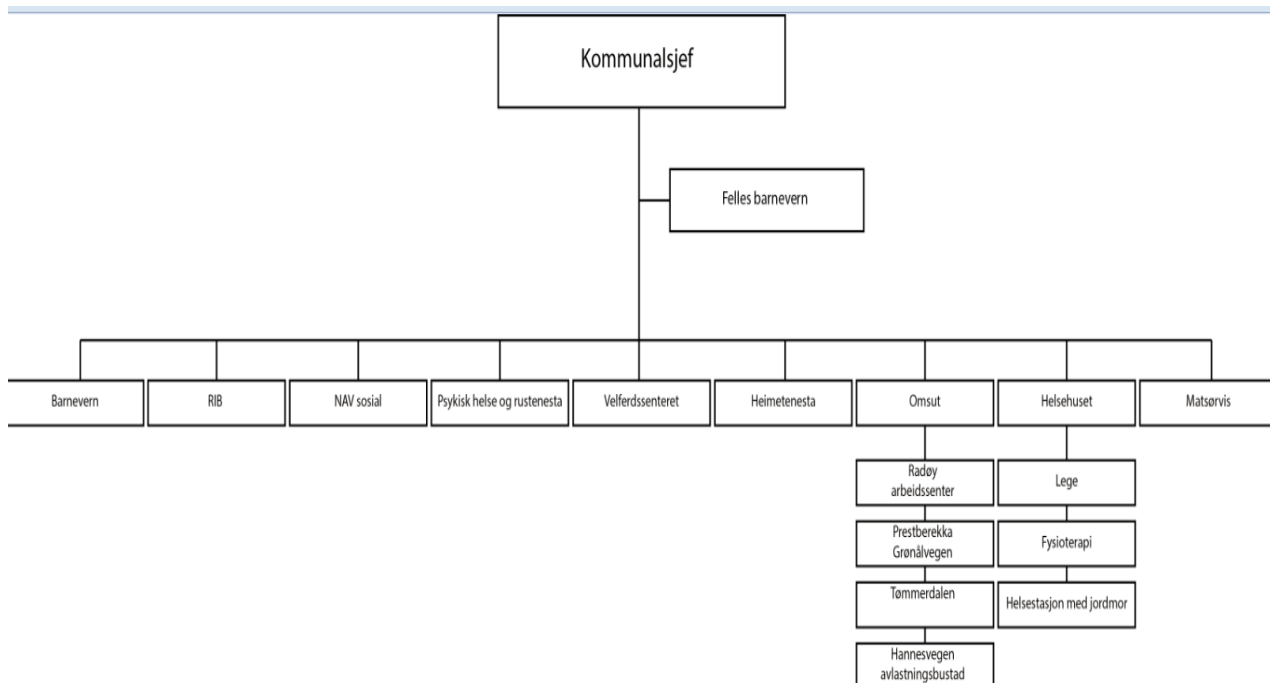 Kommunalsjef
Felles barnevern
Barnevern
RIB
NAV sosial
Psykisk helse og rustenesta
Velferdssenteret
Heimetenesta
Omsut
Helsehuset
Matsørvis
Radøy
arbeidssenter
Prestberekka
Grønålvegen
Tømmerdalen
Hannesvegen
avlastningsbustad
Lege
Fysioterapi
Helsestasjon med jordmor